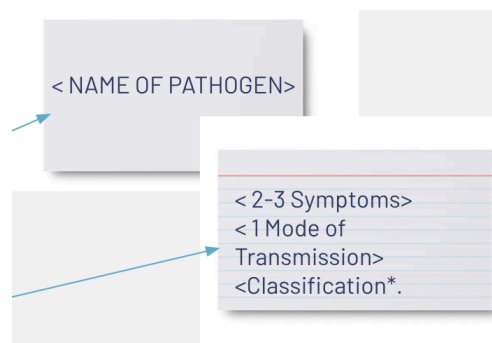 < NAME OF PATHOGEN>
< 2-3 Symptoms>
< 1 Mode of
Transmission>
<Classification*.